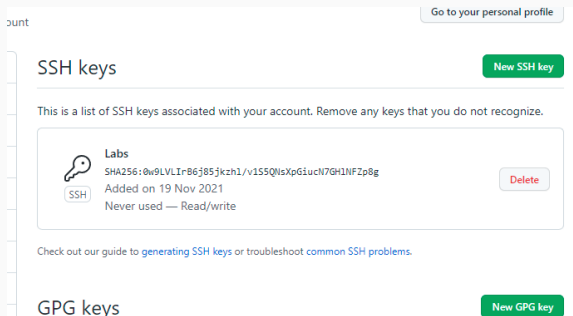 Go to your personal profile
ount
SSH keys
New SSH key
This is a list of SSH keys associated with your account. Remove any keys that you do not recognize.
Labs
SHA256:0w9LVLIrB6j85jkzhl/v1S5QNsXpGiucN7GHlNFZp8g
SSH
Added on 19 Nov 2021
Never used — Read/write
Delete
Check out our guide to generating SSH keys or troubleshoot common SSH problems.
GPG keys
New GPG key